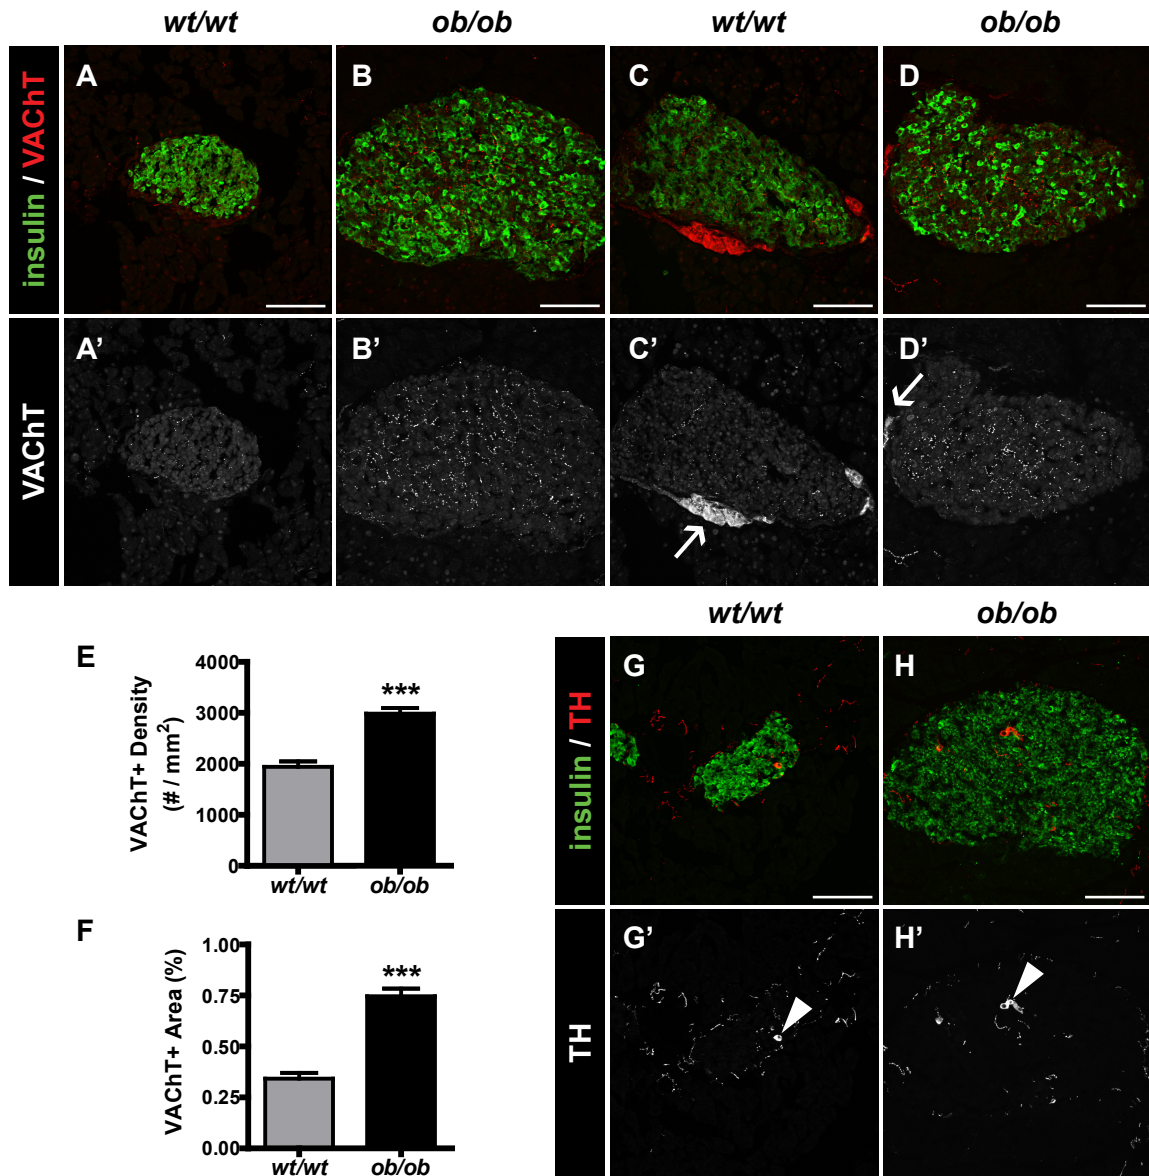 wt/wt ob/ob wt/wt ob/ob
insulin / VAChT
A B C D
VAChT
A’ B’ C’ D’
E
VAChT+ Density
(# / mm²)
4000
3000
2000
1000
0
***
wt/wt ob/ob
F
VAChT+ Area (%)
1.00
0.75
0.50
0.25
0.00
***
wt/wt ob/ob
wt/wt ob/ob
insulin / TH
G H
TH
G’ H’